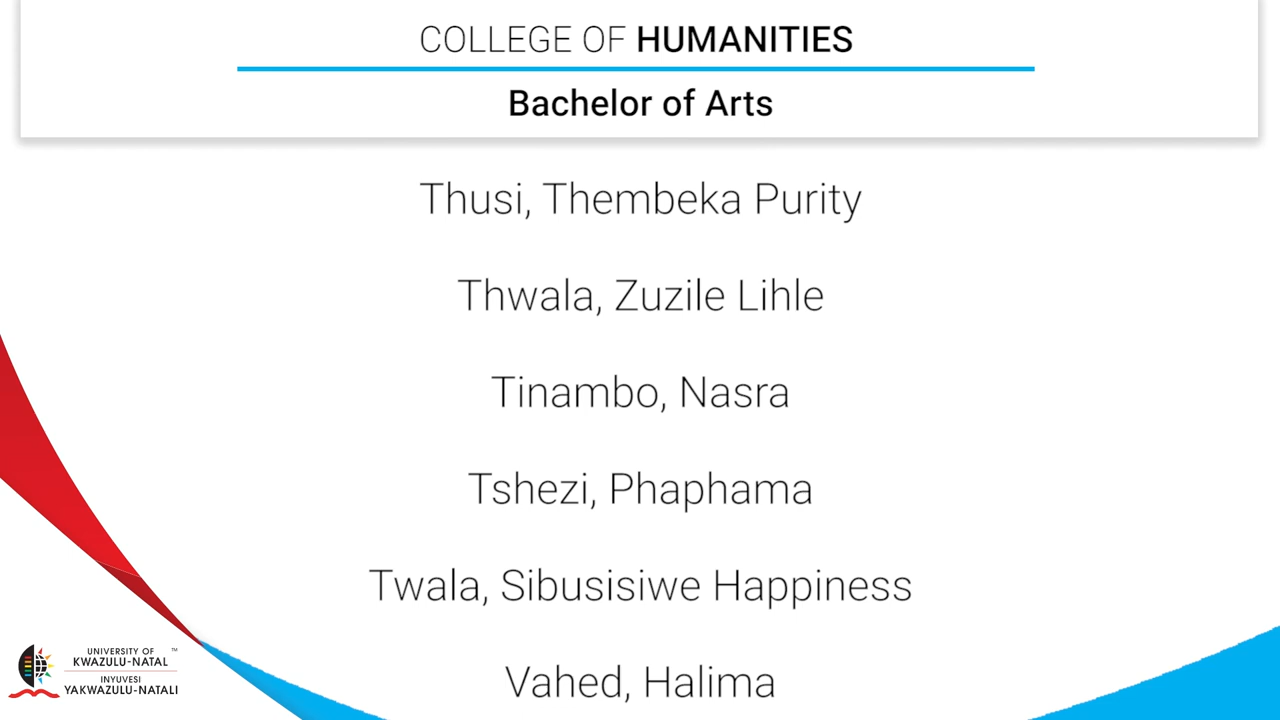 COLLEGE OF HUMANITIES
Bachelor of Arts
Thusi, Thembeka Purity
Thwala, Zuzile Lihle
Tinambo, Nasra
Tshezi, Phaphama
Twala, Sibusisiwe Happiness
Vahed, Halima
UNIVERSITY OF ™
KWAZULU-NATAL
INYUVESI
YAKWAZULU-NATALI